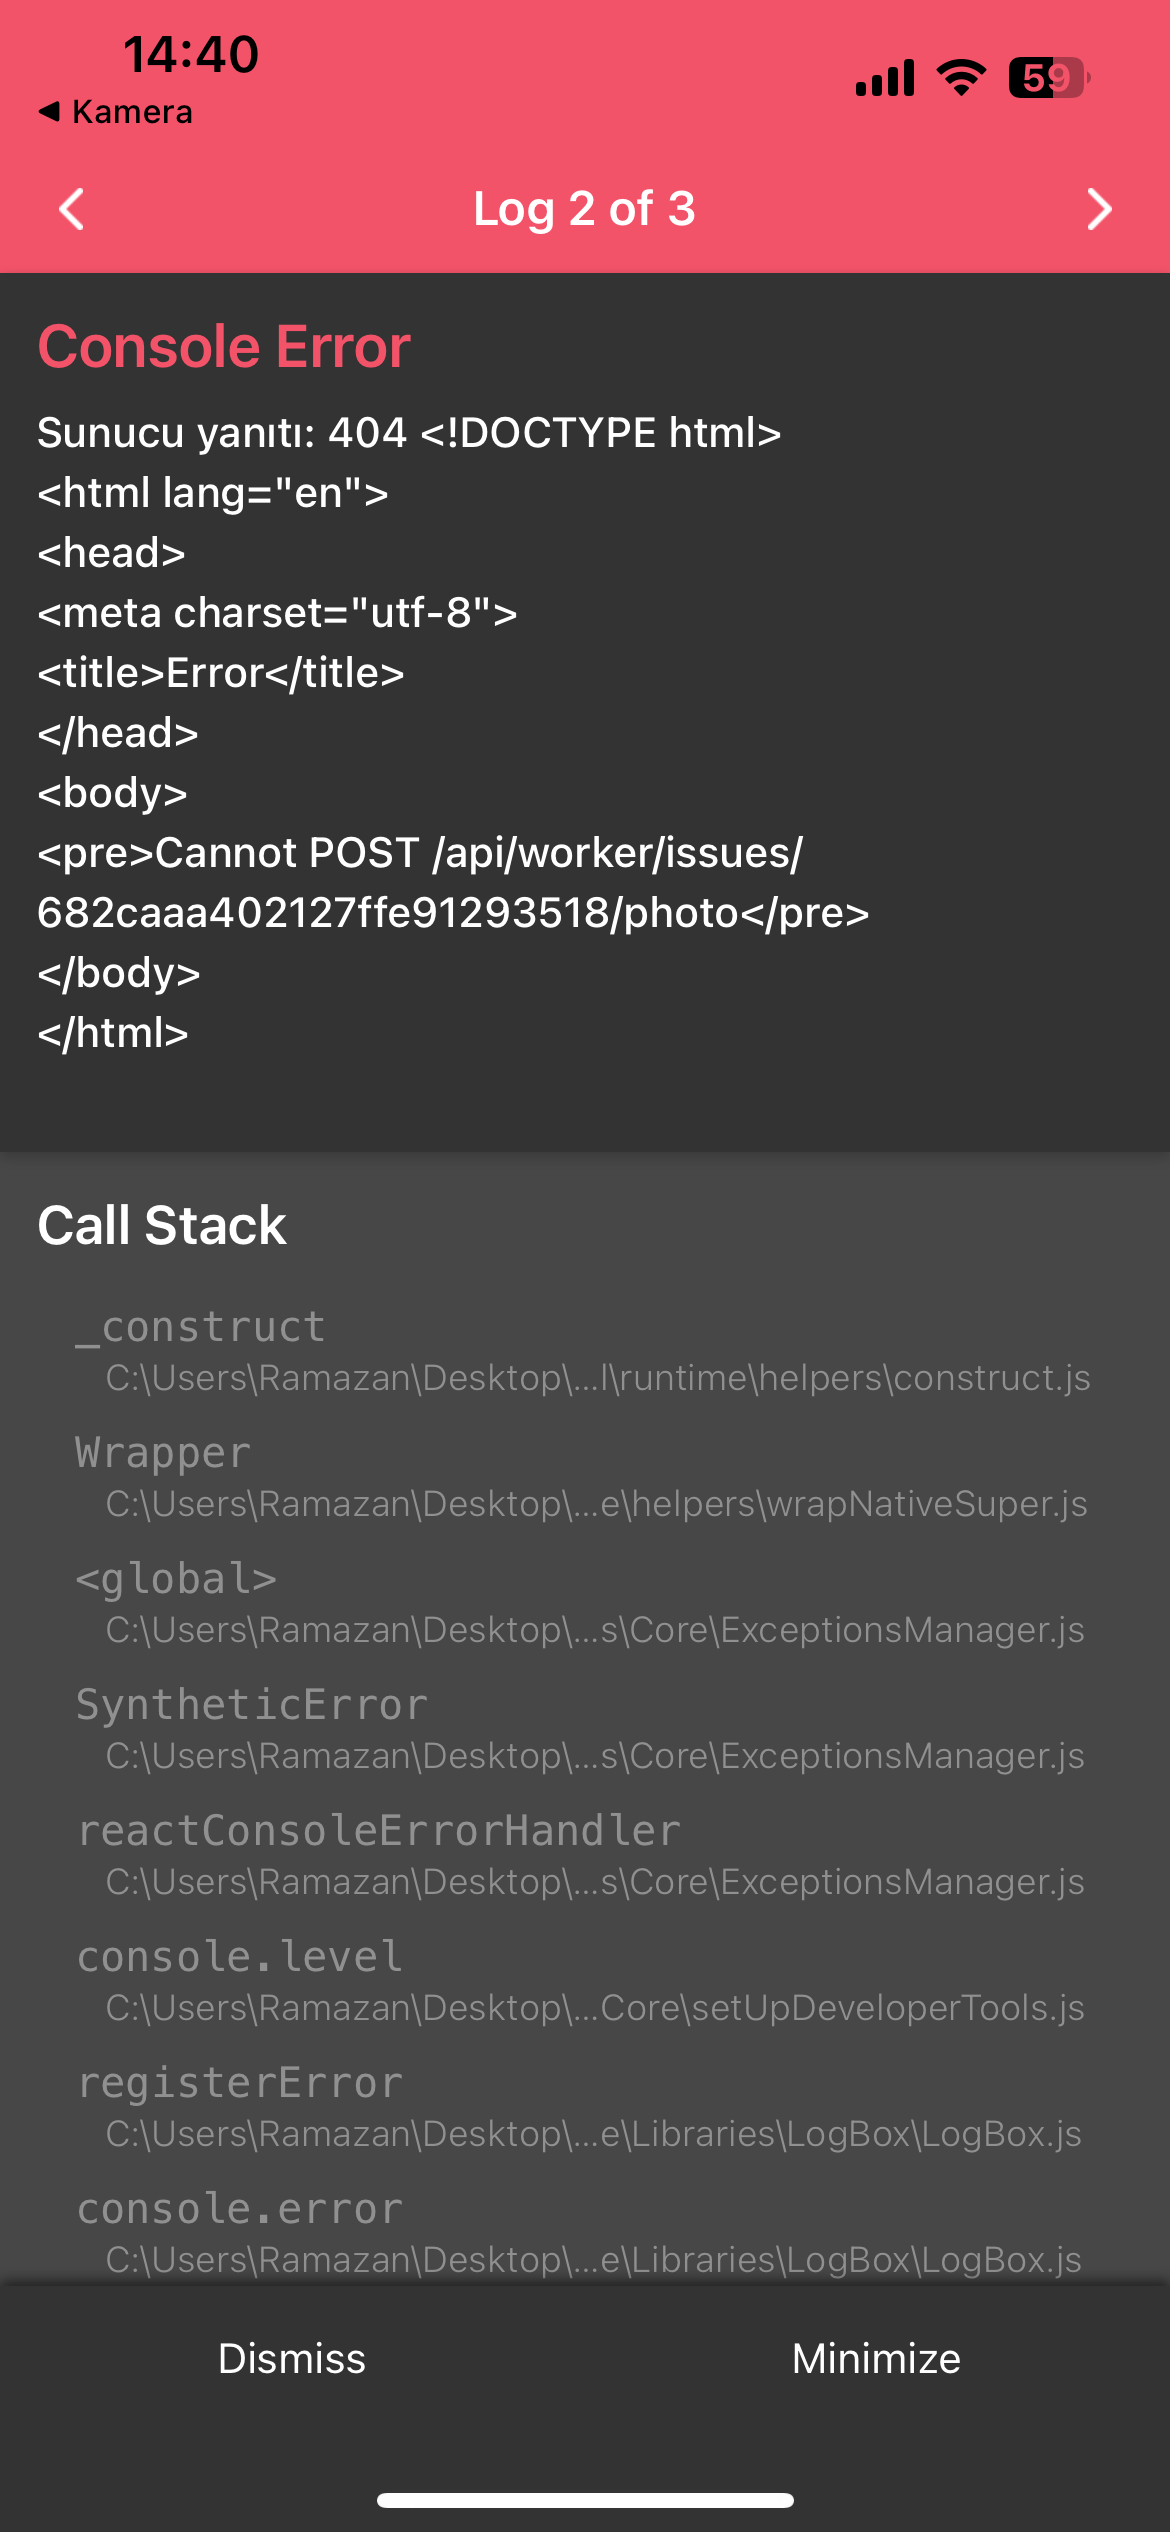 14:40
59
◀ Kamera
Log 2 of 3
Console Error
Sunucu yanıtı: 404 <!DOCTYPE html>
<html lang="en">
<head>
<meta charset="utf-8">
<title>Error</title>
</head>
<body>
<pre>Cannot POST /api/worker/issues/
682caaa402127ffe91293518/photo</pre>
</body>
</html>
Call Stack
_construct
C:\Users\Ramazan\Desktop\...l\runtime\helpers\construct.js
Wrapper
C:\Users\Ramazan\Desktop\...e\helpers\wrapNativeSuper.js
<global>
C:\Users\Ramazan\Desktop\...s\Core\ExceptionsManager.js
SyntheticError
C:\Users\Ramazan\Desktop\...s\Core\ExceptionsManager.js
reactConsoleErrorHandler
C:\Users\Ramazan\Desktop\...s\Core\ExceptionsManager.js
console.level
C:\Users\Ramazan\Desktop\...Core\setUpDeveloperTools.js
registerError
C:\Users\Ramazan\Desktop\...e\Libraries\LogBox\LogBox.js
console.error
C:\Users\Ramazan\Desktop\...e\Libraries\LogBox\LogBox.js
Dismiss
Minimize